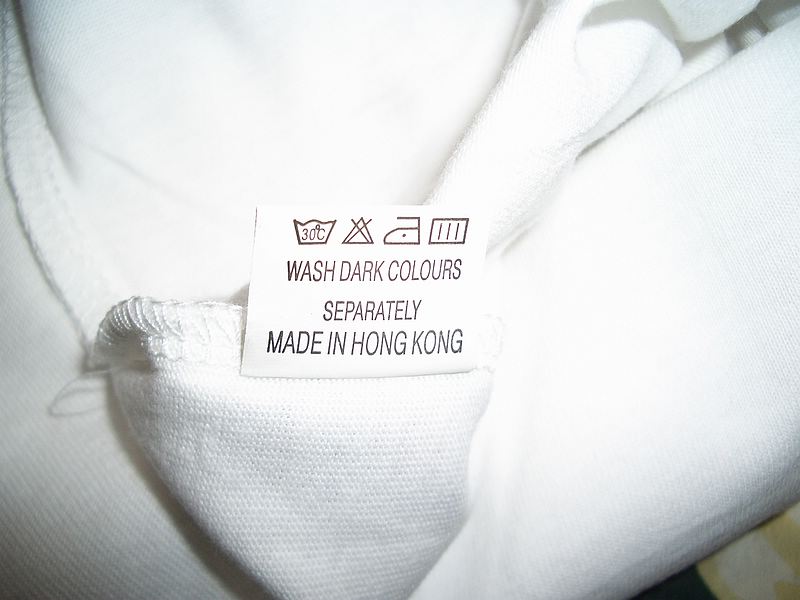 30°C
WASH DARK COLOURS
SEPARATELY
MADE IN HONG KONG